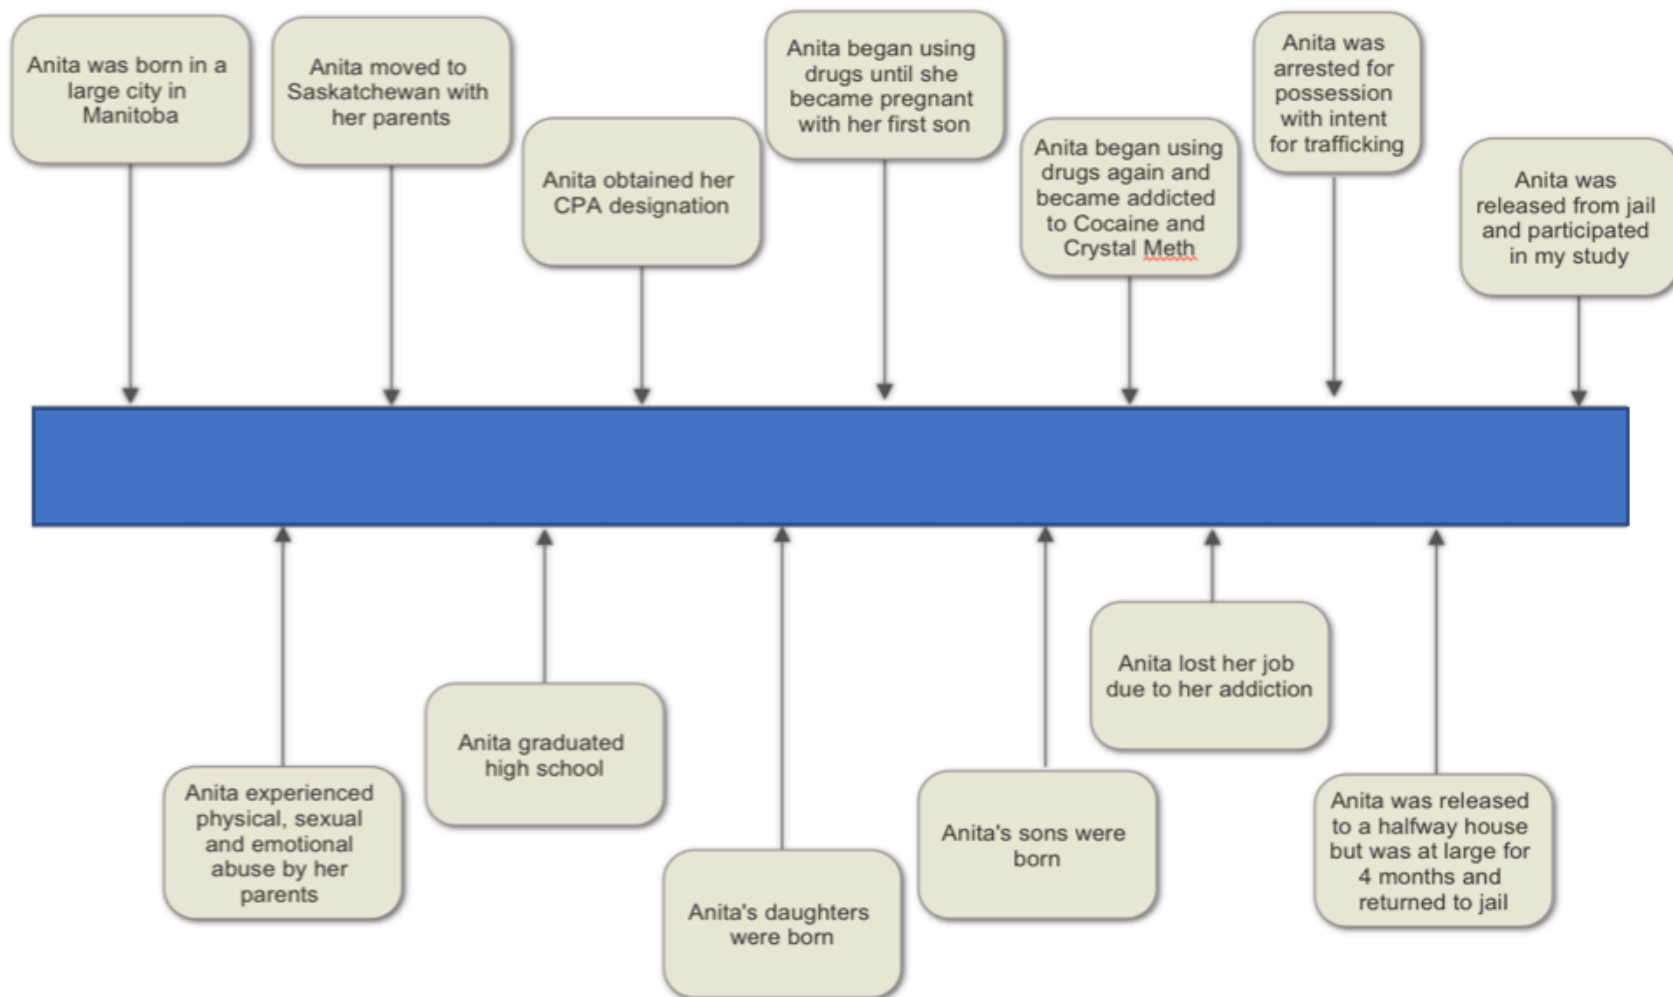 Anita was born in a
large city in
Manitoba
Anita moved to
Saskatchewan with
her parents
Anita obtained her
CPA designation
Anita began using
drugs until she
became pregnant
with her first son
Anita began using
drugs again and
became addicted
to Cocaine and
Crystal Meth
Anita was
arrested for
possession
with intent
for trafficking
Anita was
released from jail
and participated
in my study
Anita experienced
physical, sexual
and emotional
abuse by her
parents
Anita graduated
high school
Anita's daughters
were born
Anita's sons were
born
Anita lost her job
due to her addiction
Anita was released
to a halfway house
but was at large for
4 months and
returned to jail